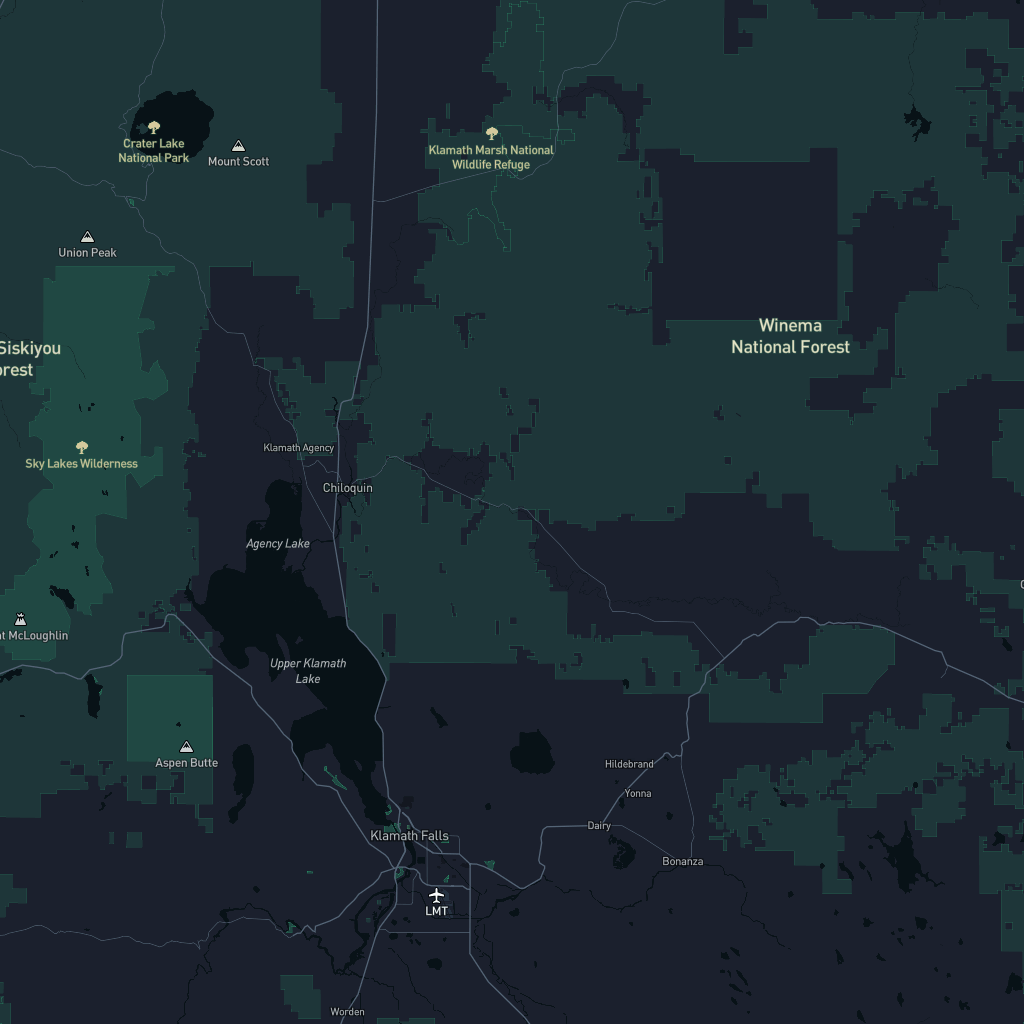 Crater Lake
National Park
Mount Scott
Klamath Marsh National
Wildlife Refuge
Union Peak
Siskiyou
orest
Winema
National Forest
Klamath Agency
Sky Lakes Wilderness
Chiloquin
Agency Lake
nt McLoughlin
Upper Klamath
Lake
Aspen Butte
Hildebrand
Yonna
Dairy
Klamath Falls
Bonanza
LMT
Worden